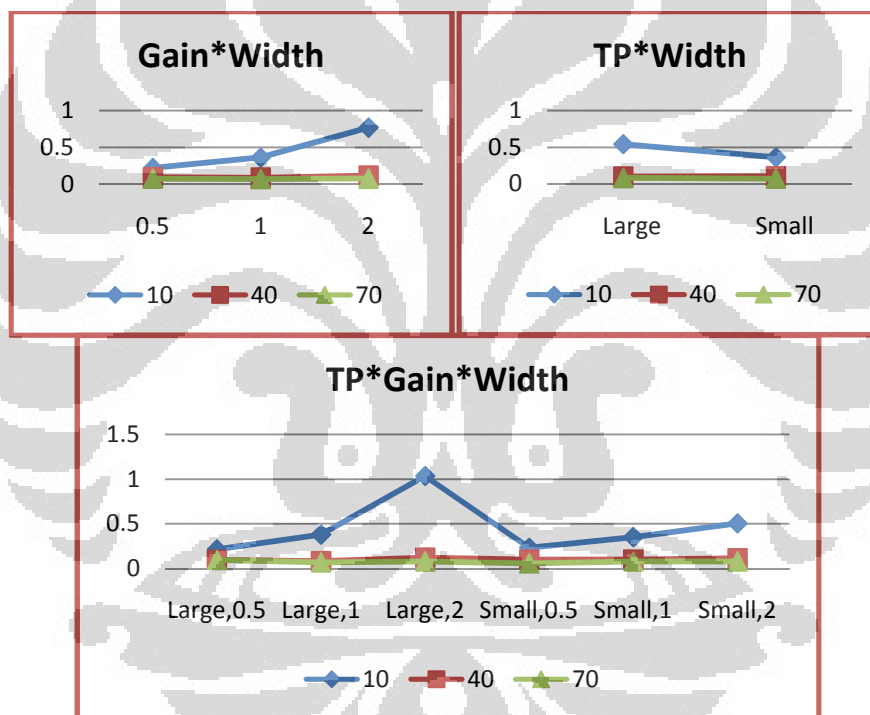 Gain*Width
1
0.5
0
0.5 1 2
10 40 70
TP*Width
1
0.5
0
Large Small
10 40 70
TP*Gain*Width
1.5
1
0.5
0
Large,0.5 Large,1 Large,2 Small,0.5 Small,1 Small,2
10 40 70